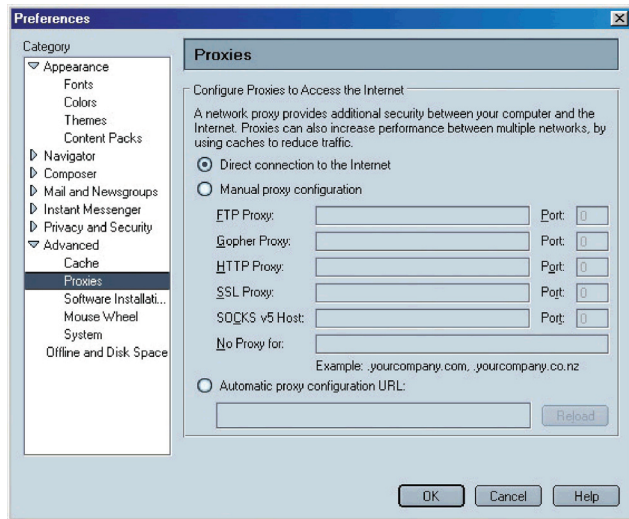 Preferences
Category
Appearance
Fonts
Colors
Themes
Content Packs
Navigator
Composer
Mail and Newsgroups
Instant Messenger
Privacy and Security
Advanced
Cache
Proxies
Software Installati...
Mouse Wheel
System
Offline and Disk Space
Proxies
Configure Proxies to Access the Internet
A network proxy provides additional security between your computer and the
Internet. Proxies can also increase performance between multiple networks, by
using caches to reduce traffic.
Direct connection to the Internet
Manual proxy configuration
FTP Proxy: Port: 0
Gopher Proxy: Port: 0
HTTP Proxy: Port: 0
SSL Proxy: Port: 0
SOCKS v5 Host: Port: 0
No Proxy for:
Example: .yourcompany.com, .yourcompany.co.nz
Automatic proxy configuration URL:
Reload
OK Cancel Help